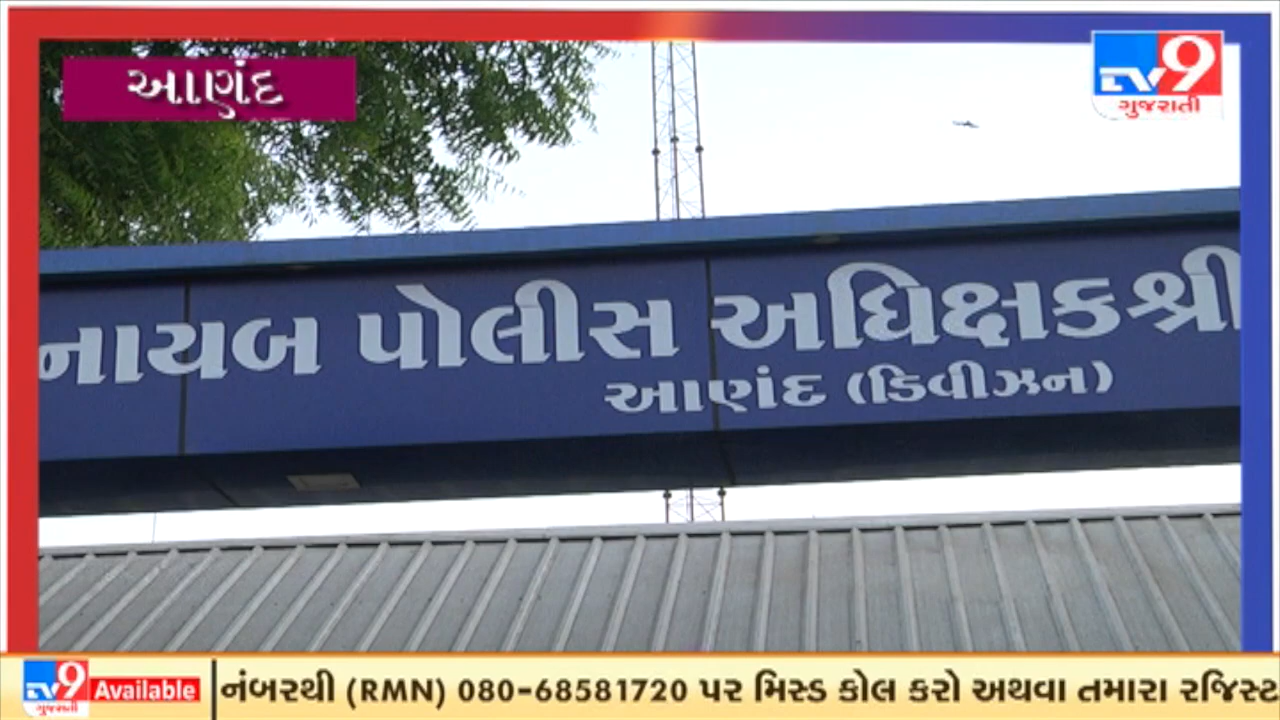 આણંદ
TV9
ગુજરાતી
નાયબ પોલીસ અધિક્ષકશ્રી
આણંદ (ડિવીઝન)
TV9
ગુજરાતી
Available
નંબરથી (RMN) 080-68581720 પર મિસ્ડ કોલ કરો અથવા તમારા